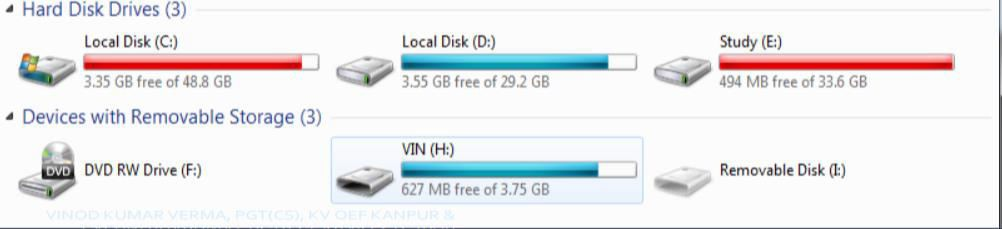 Hard Disk Drives (3)
Local Disk (C:)
3.35 GB free of 48.8 GB
Local Disk (D:)
3.55 GB free of 29.2 GB
Study (E:)
494 MB free of 33.6 GB
Devices with Removable Storage (3)
DVD
DVD RW Drive (F:)
VIN (H:)
627 MB free of 3.75 GB
Removable Disk (I:)
VINOD KUMAR VERMA, PGT(CS), KV OEF KANPUR &